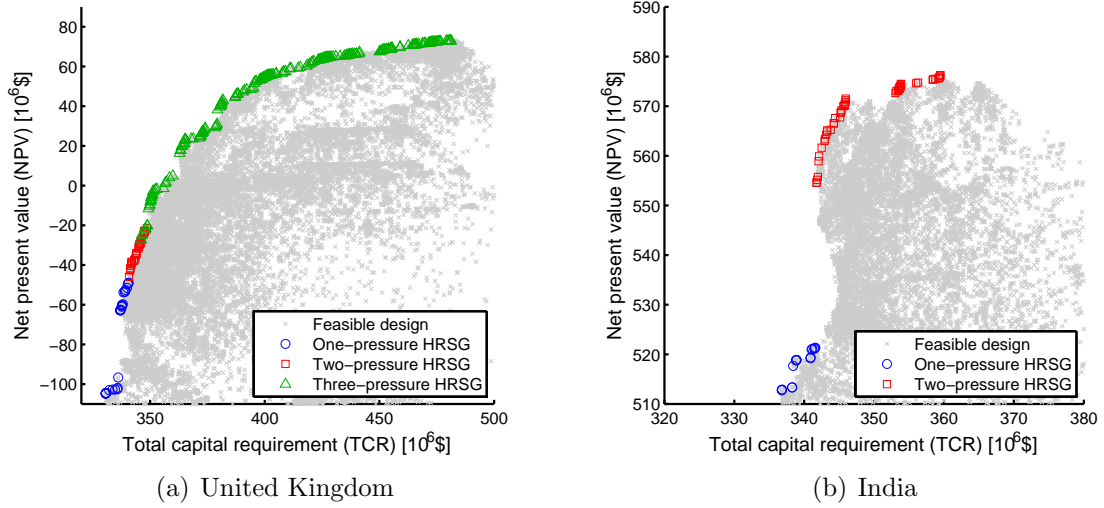 80
60
40
20
0
−20
−40
−60
−80
−100
350
400
450
500
Net present value (NPV) [10^6$]
Total capital requirement (TCR) [10^6$]
Feasible design
One−pressure HRSG
Two−pressure HRSG
Three−pressure HRSG
(a) United Kingdom
590
580
570
560
550
540
530
520
510
320
330
340
350
360
370
380
Net present value (NPV) [10^6$]
Total capital requirement (TCR) [10^6$]
Feasible design
One−pressure HRSG
Two−pressure HRSG
(b) India